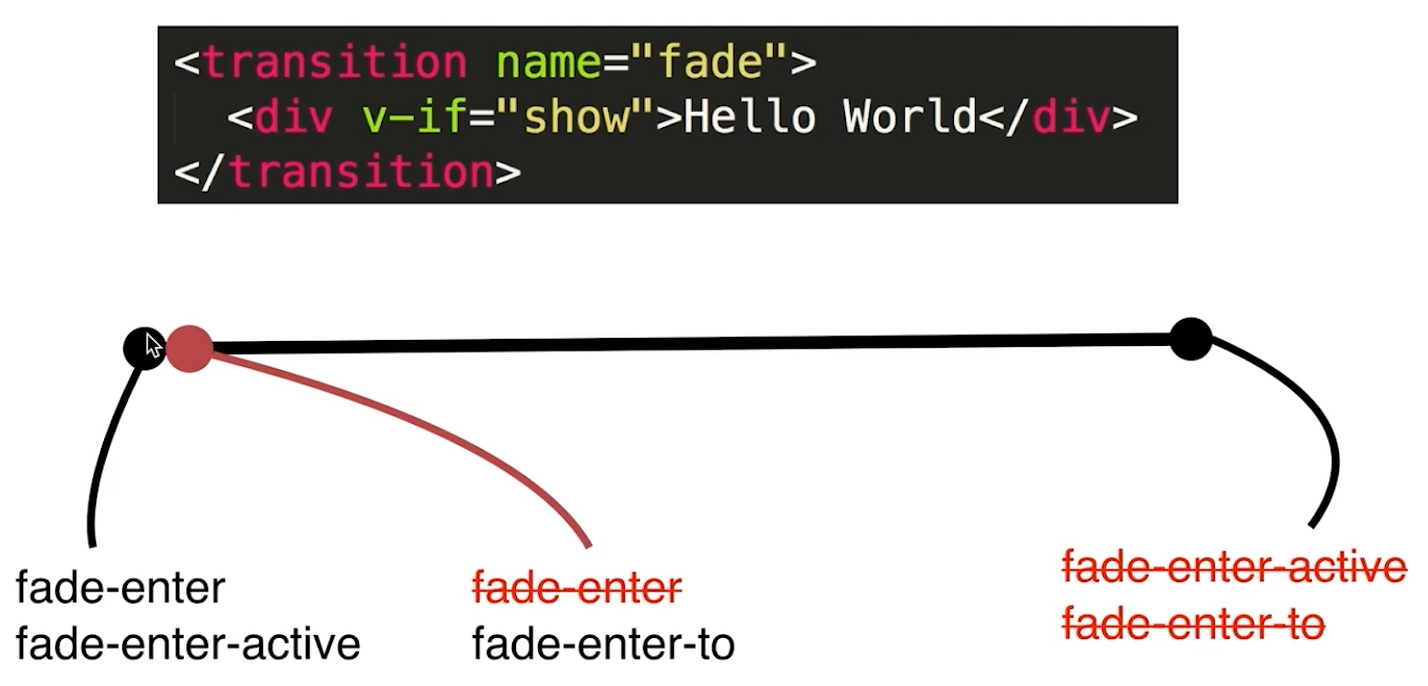 <transition name="fade">
<div v-if="show">Hello World</div>
</transition>
fade-enter
fade-enter-active
fade-enter
fade-enter-to
fade-enter-active
fade-enter-to